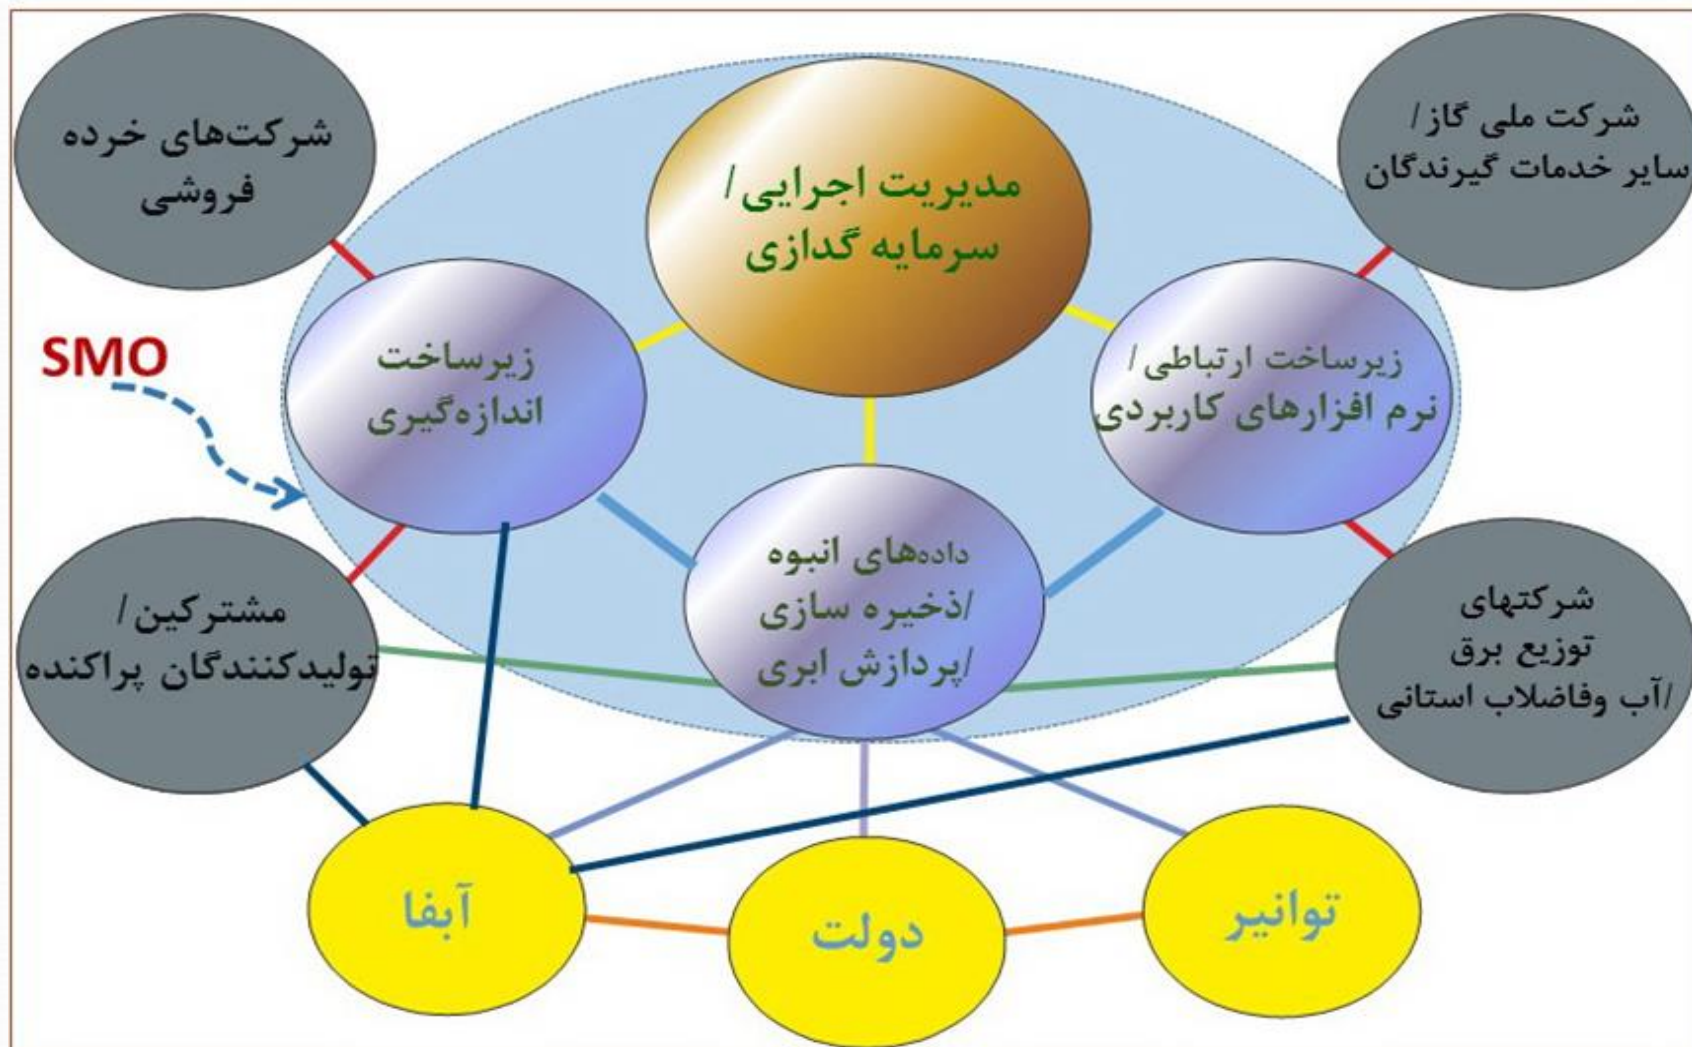 شرکت‌های خرده
فروشی
مدیریت اجرایی/
سرمایه گدازی
شرکت ملی گاز/
سایر خدمات گیرندگان
SMO
زیرساخت
اندازه‌گیری
زیرساخت ارتباطی/
نرم افزارهای کاربردی
داده‌های انبوه
/ذخیره سازی
/پردازش ابری
مشترکین/
تولیدکنندگان پراکنده
شرکتهای
توزیع برق
/آب وفاضلاب استانی
آبفا
دولت
توانیر